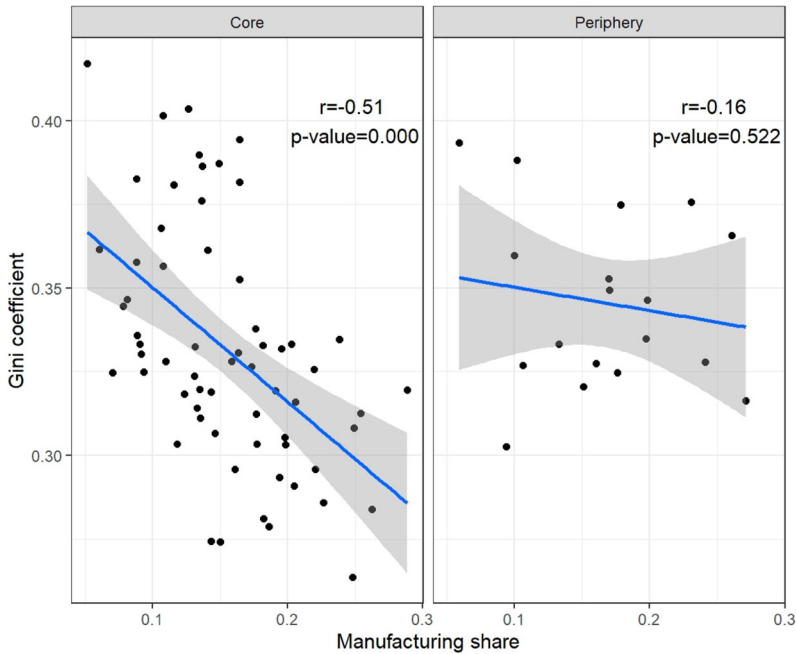 Core
Periphery
r=-0.51
p-value=0.000
r=-0.16
p-value=0.522
0.40
0.35
0.30
Gini coefficient
0.1
0.2
0.3
0.1
0.2
0.3
Manufacturing share